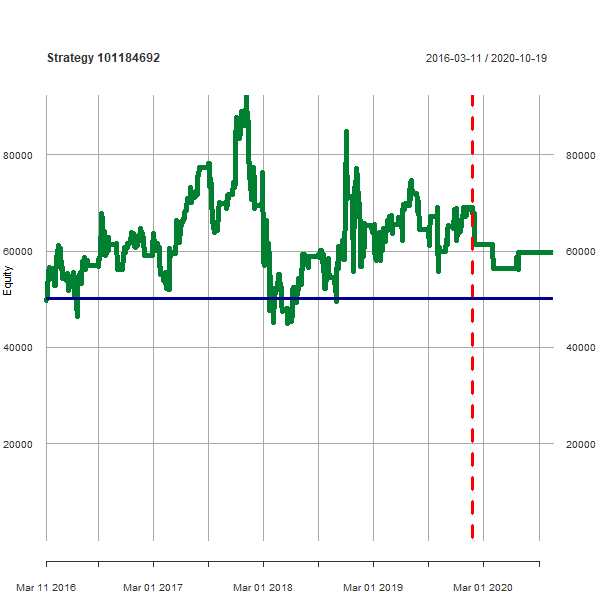 Strategy 101184692
2016-03-11 / 2020-10-19
80000
80000
60000
60000
Equity
40000
40000
20000
20000
Mar 11 2016
Mar 01 2017
Mar 01 2018
Mar 01 2019
Mar 01 2020